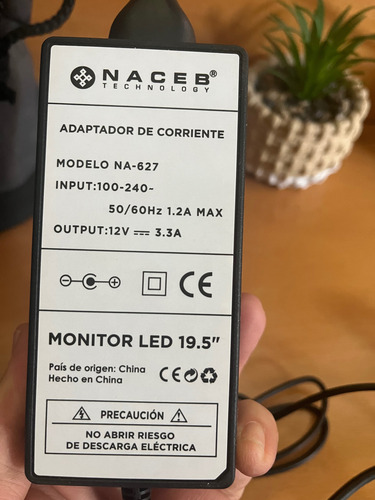 NACEB®
TECHNOLOGY
ADAPTADOR DE CORRIENTE
MODELO NA-627
INPUT:100-240~
50/60Hz 1.2A MAX
OUTPUT:12V ⎓ 3.3A
CE
MONITOR LED 19.5"
País de origen: China
Hecho en China
CE
PRECAUCIÓN
NO ABRIR RIESGO
DE DESCARGA ELÉCTRICA